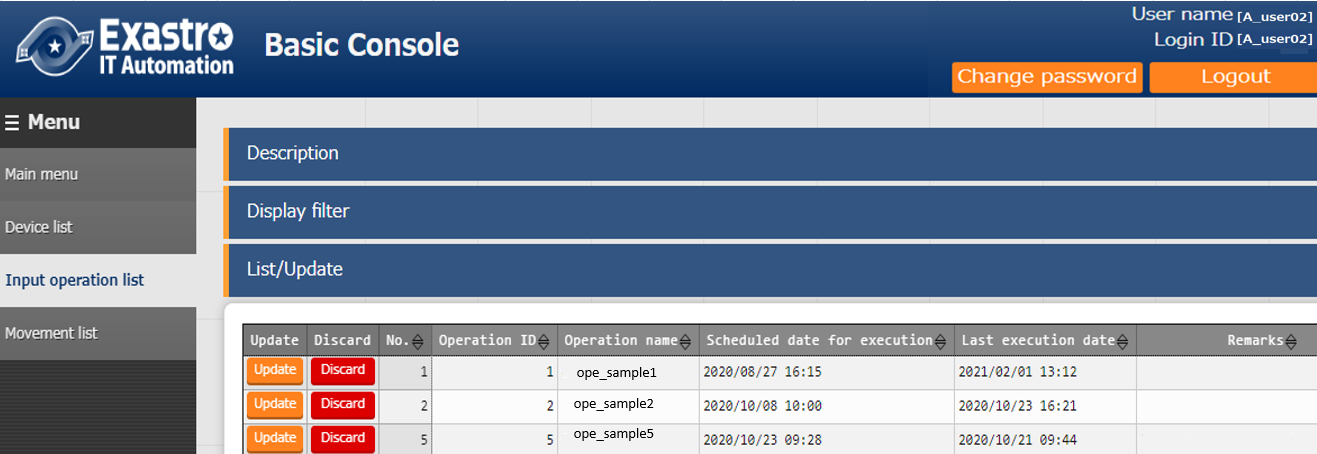 Exastro
IT Automation
Basic Console
User name [A_user02]
Login ID [A_user02]
Change password
Logout
Menu
Main menu
Device list
Input operation list
Movement list
Description
Display filter
List/Update
Update Discard No. Operation ID Operation name Scheduled date for execution Last execution date Remarks
Update Discard 1 1 ope_sample1 2020/08/27 16:15 2021/02/01 13:12
Update Discard 2 2 ope_sample2 2020/10/08 10:00 2020/10/23 16:21
Update Discard 5 5 ope_sample5 2020/10/23 09:28 2020/10/21 09:44